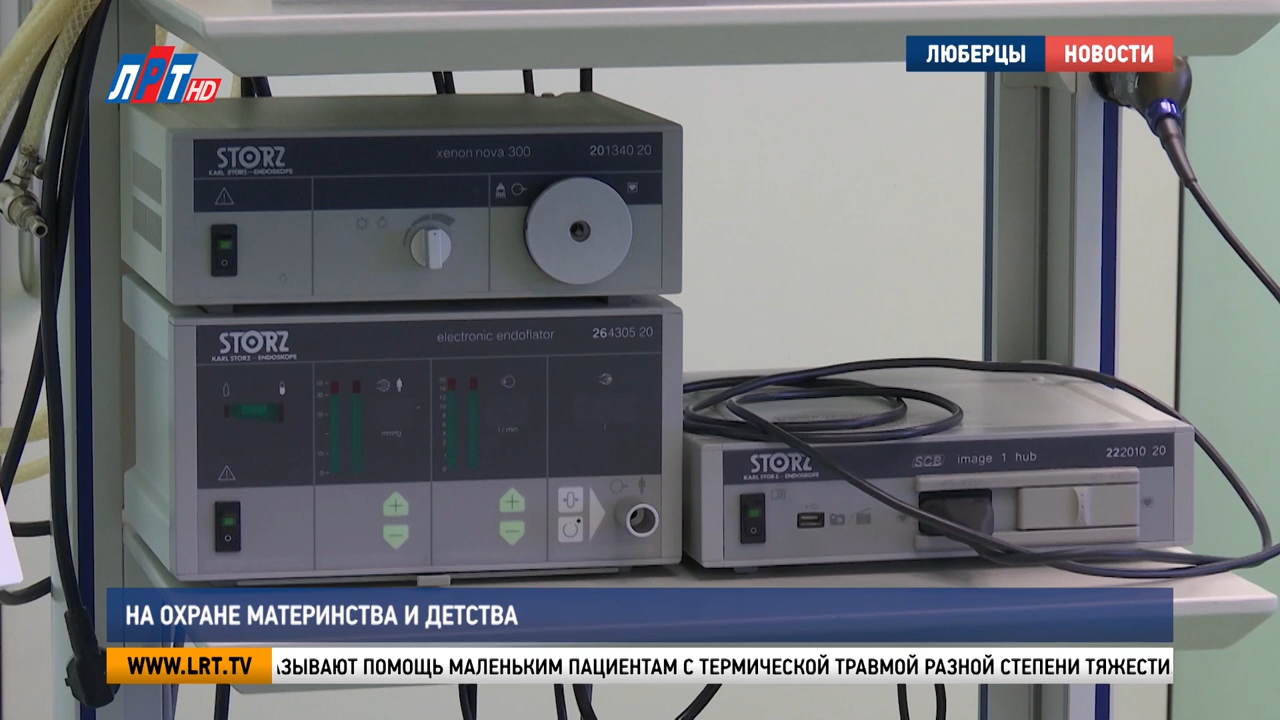 ЛРТ HD
ЛЮБЕРЦЫ НОВОСТИ
STORZ
KARL STORZ - ENDOSKOPE
xenon nova 300
201340 20
STORZ
KARL STORZ - ENDOSKOPE
electronic endoflator
264305 20
mmHg
l / min
STORZ
KARL STORZ - ENDOSKOPE
SCB image 1 hub
222010 20
НА ОХРАНЕ МАТЕРИНСТВА И ДЕТСТВА
WWW.LRT.TV
АЗЫВАЮТ ПОМОЩЬ МАЛЕНЬКИМ ПАЦИЕНТАМ С ТЕРМИЧЕСКОЙ ТРАВМОЙ РАЗНОЙ СТЕПЕНИ ТЯЖЕСТИ